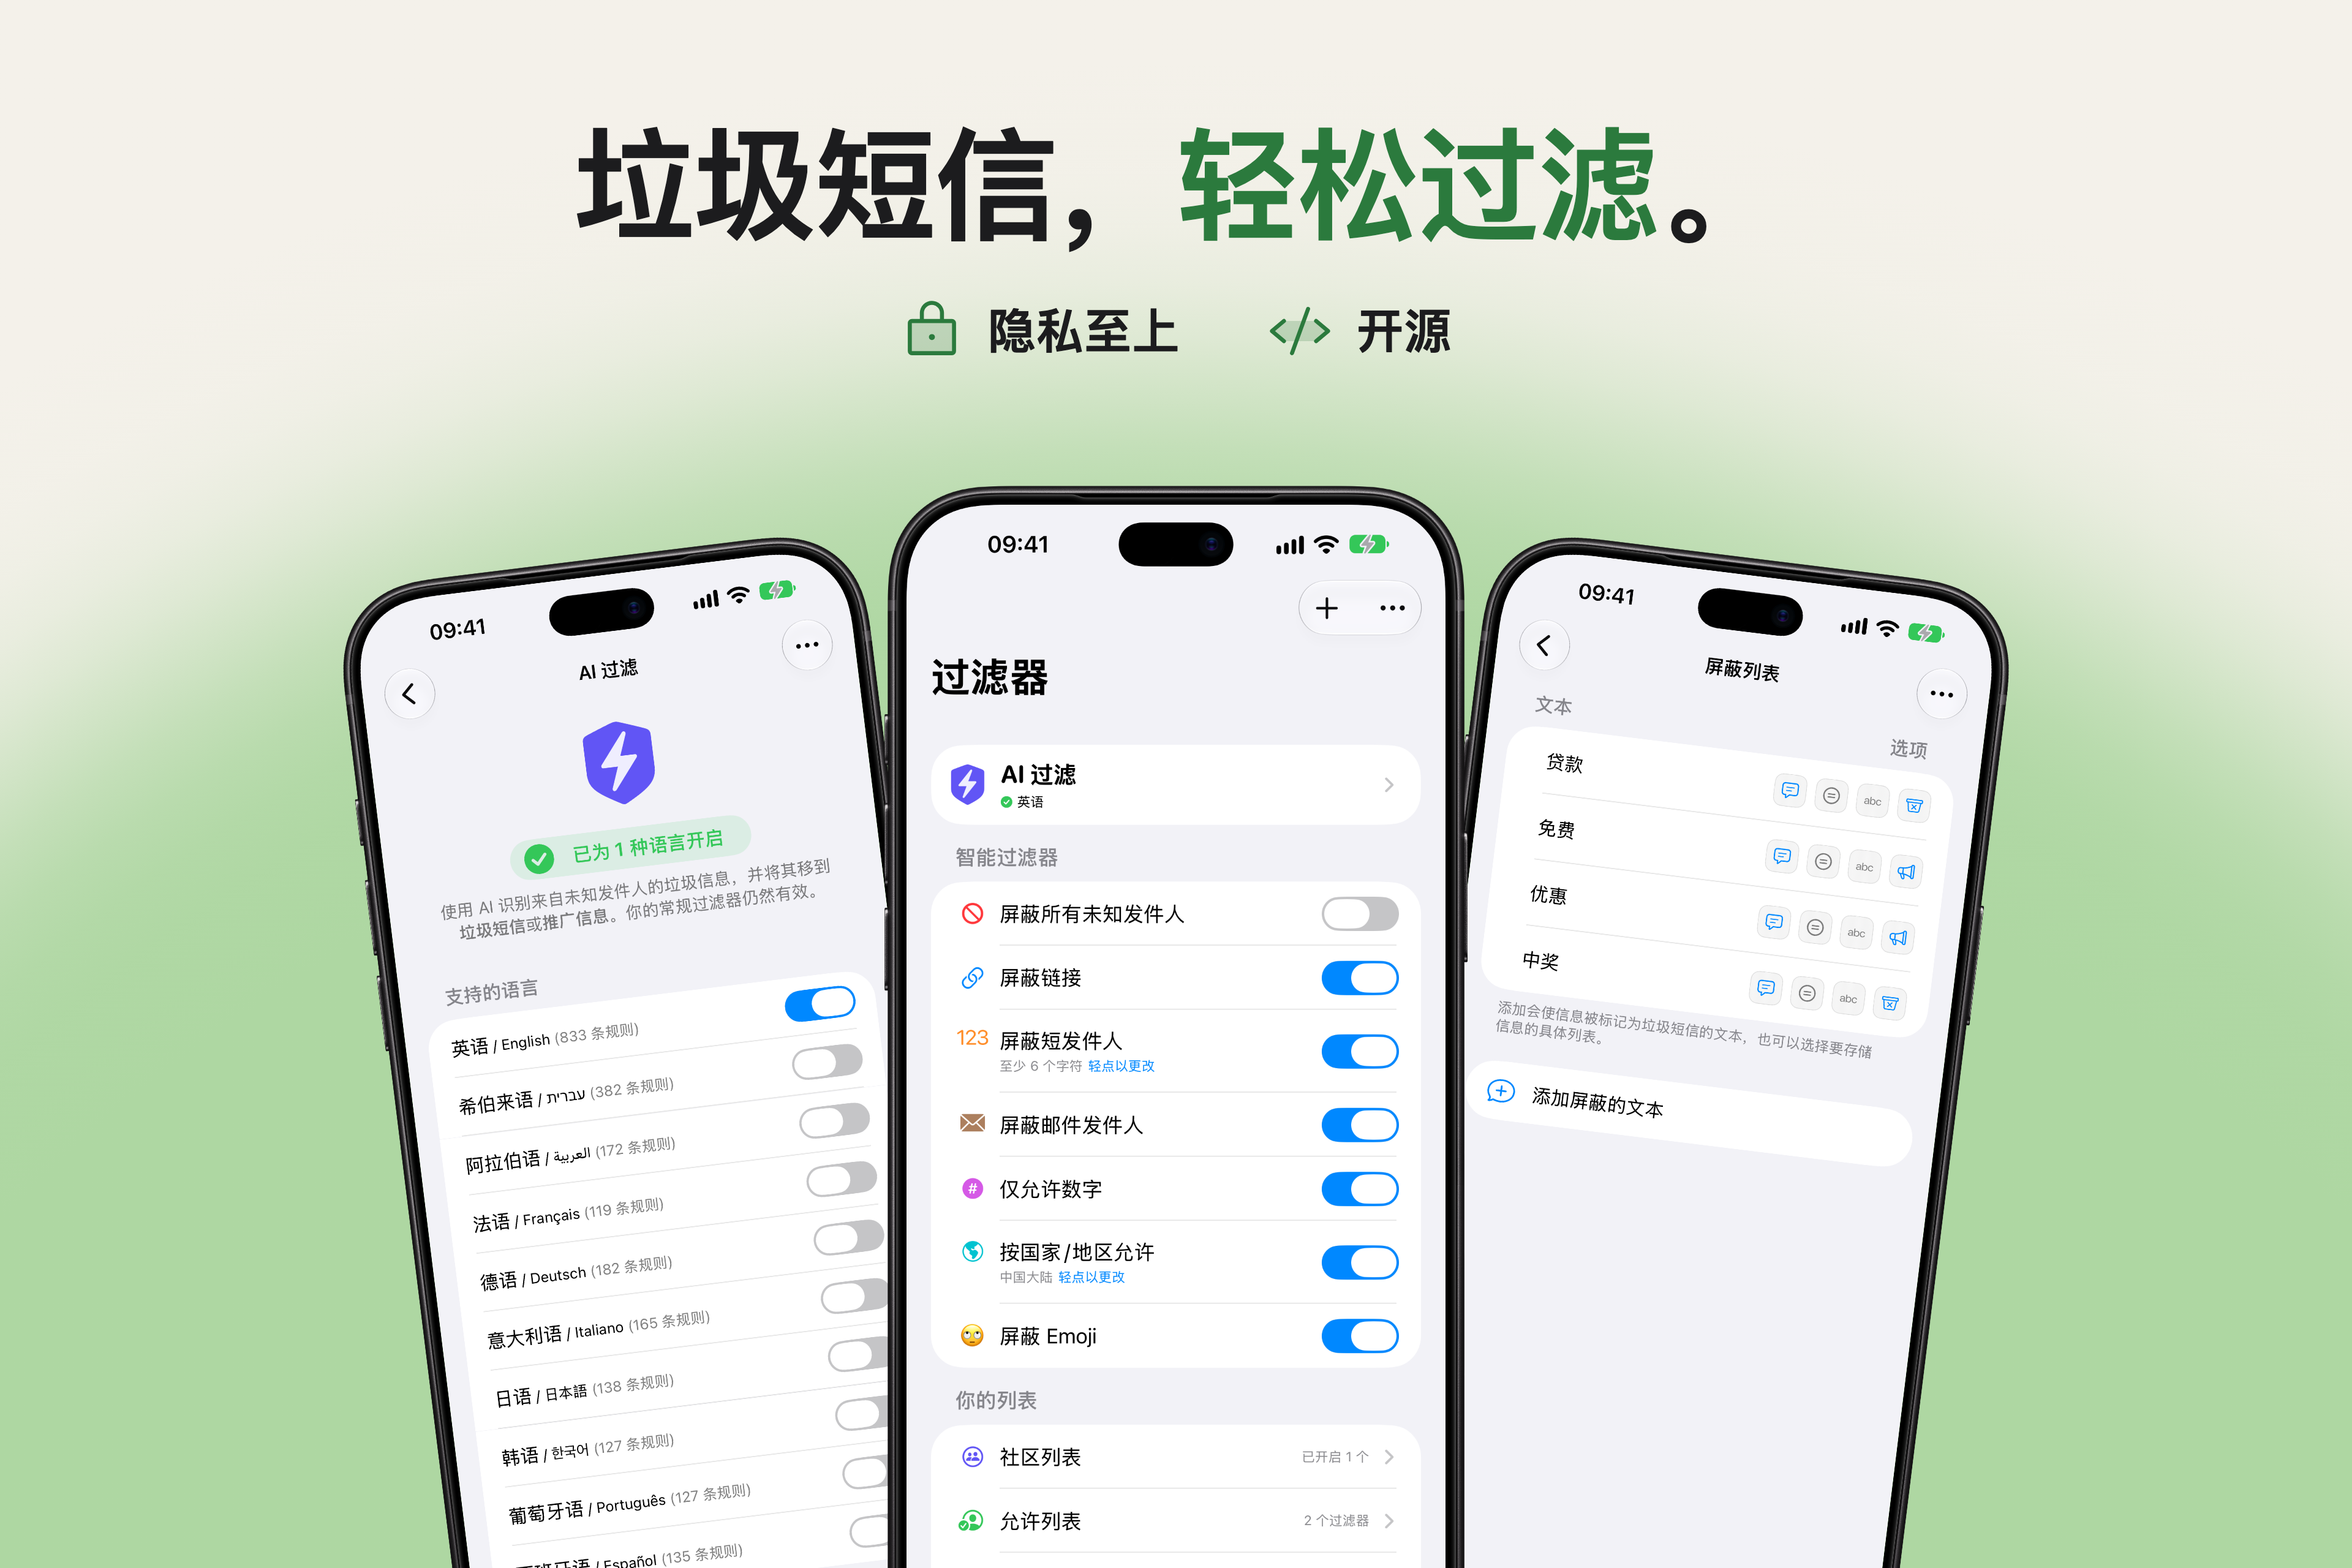 垃圾短信，轻松过滤。
隐私至上
开源
09:41
AI 过滤
已为 1 种语言开启
使用 AI 识别来自未知发件人的垃圾信息，并将其移到
垃圾短信或推广信息。你的常规过滤器仍然有效。
支持的语言
英语 / English (833 条规则)
希伯来语 / עברית (382 条规则)
阿拉伯语 / العربية (172 条规则)
法语 / Français (119 条规则)
德语 / Deutsch (182 条规则)
意大利语 / Italiano (165 条规则)
日语 / 日本語 (138 条规则)
韩语 / 한국어 (127 条规则)
葡萄牙语 / Português (127 条规则)
西班牙语 / Español (135 条规则)
09:41
过滤器
AI 过滤
英语
智能过滤器
屏蔽所有未知发件人
屏蔽链接
123 屏蔽短发件人
至少 6 个字符 轻点以更改
屏蔽邮件发件人
# 仅允许数字
按国家/地区允许
中国大陆 轻点以更改
屏蔽 Emoji
你的列表
社区列表 已开启 1 个
允许列表 2 个过滤器
09:41
屏蔽列表
文本 选项
贷款 abc
免费 abc
优惠 abc
中奖 abc
添加会使信息被标记为垃圾短信的文本，也可以选择要存储
信息的具体列表。
添加屏蔽的文本